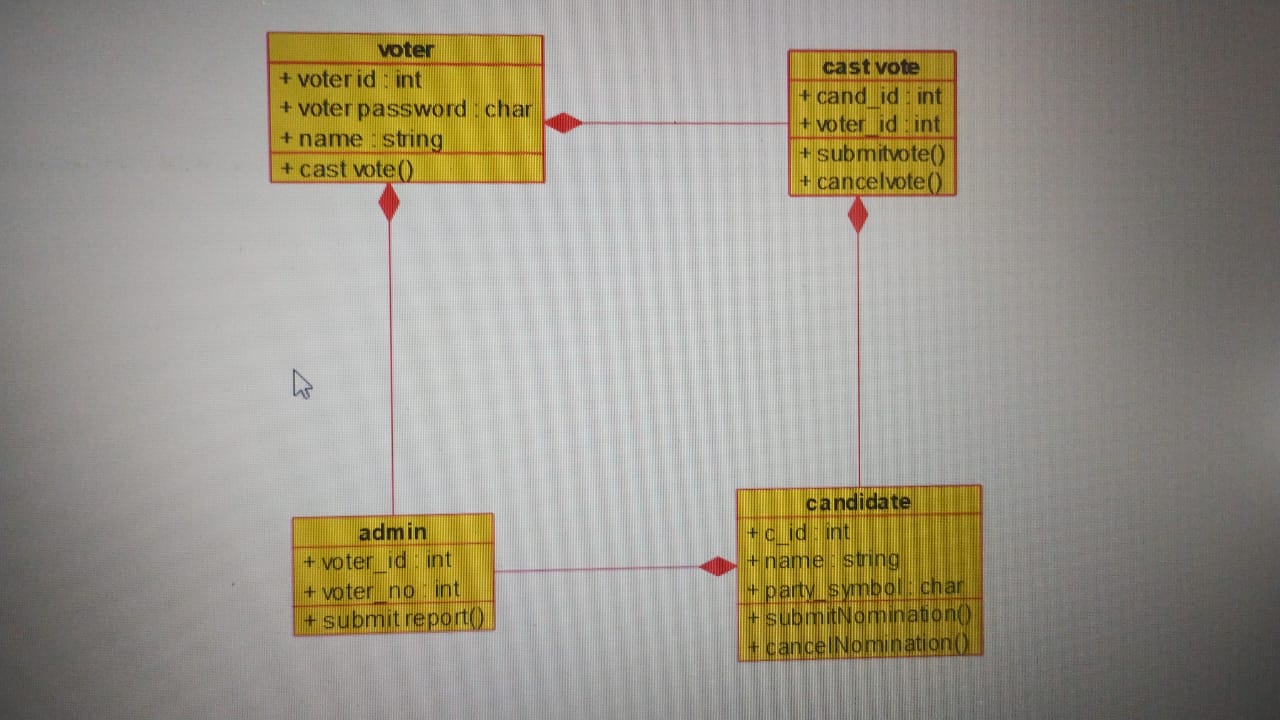 voter
+ voter id : int
+ voter password : char
+ name : string
+ cast vote()
cast vote
+ cand_id : int
+ voter_id : int
+ submitvote()
+ cancelvote()
admin
+ voter_id : int
+ voter_no : int
+ submit report()
candidate
+ c_id : int
+ name : string
+ party_symbol : char
+ submitNomination()
+ cancelNomination()